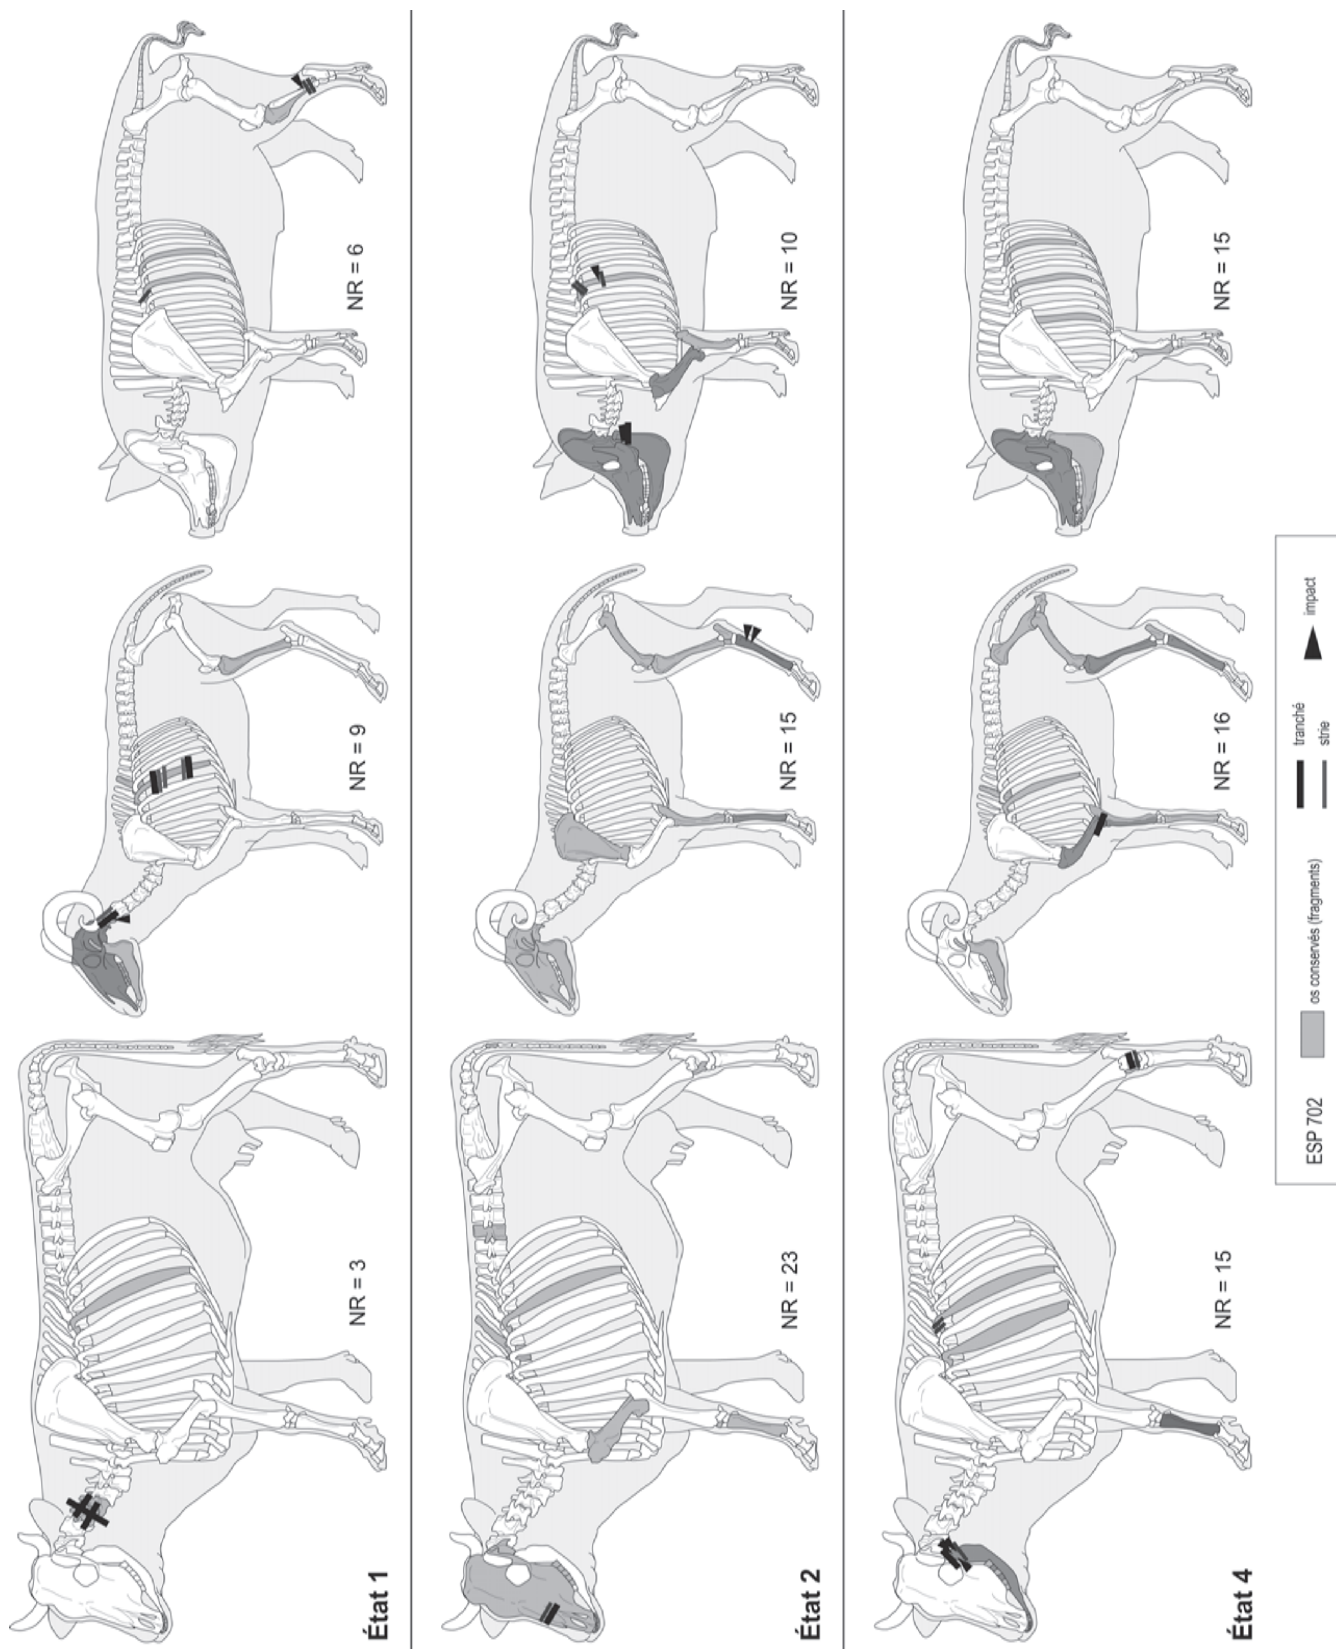 État 1
NR = 3
NR = 9
NR = 6
État 2
NR = 23
NR = 15
NR = 10
État 4
NR = 15
NR = 16
NR = 15
ESP 702
os conservés (fragments)
tranché
strie
impact